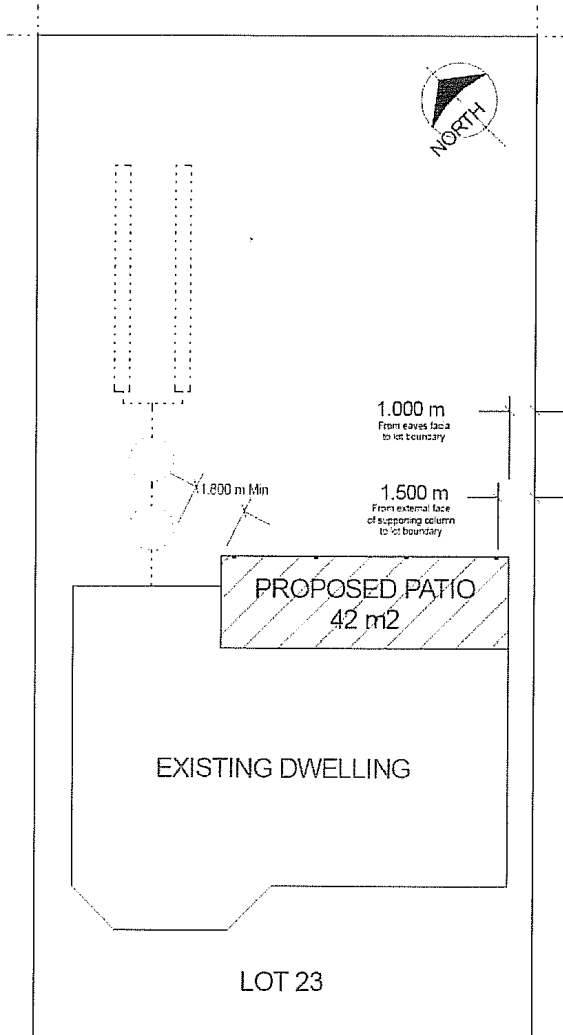 NORTH
1.000 m
From eaves facia
to lot boundary
1.800 m Min
1.500 m
From external face
of supporting column
to lot boundary
PROPOSED PATIO
42 m2
EXISTING DWELLING
LOT 23